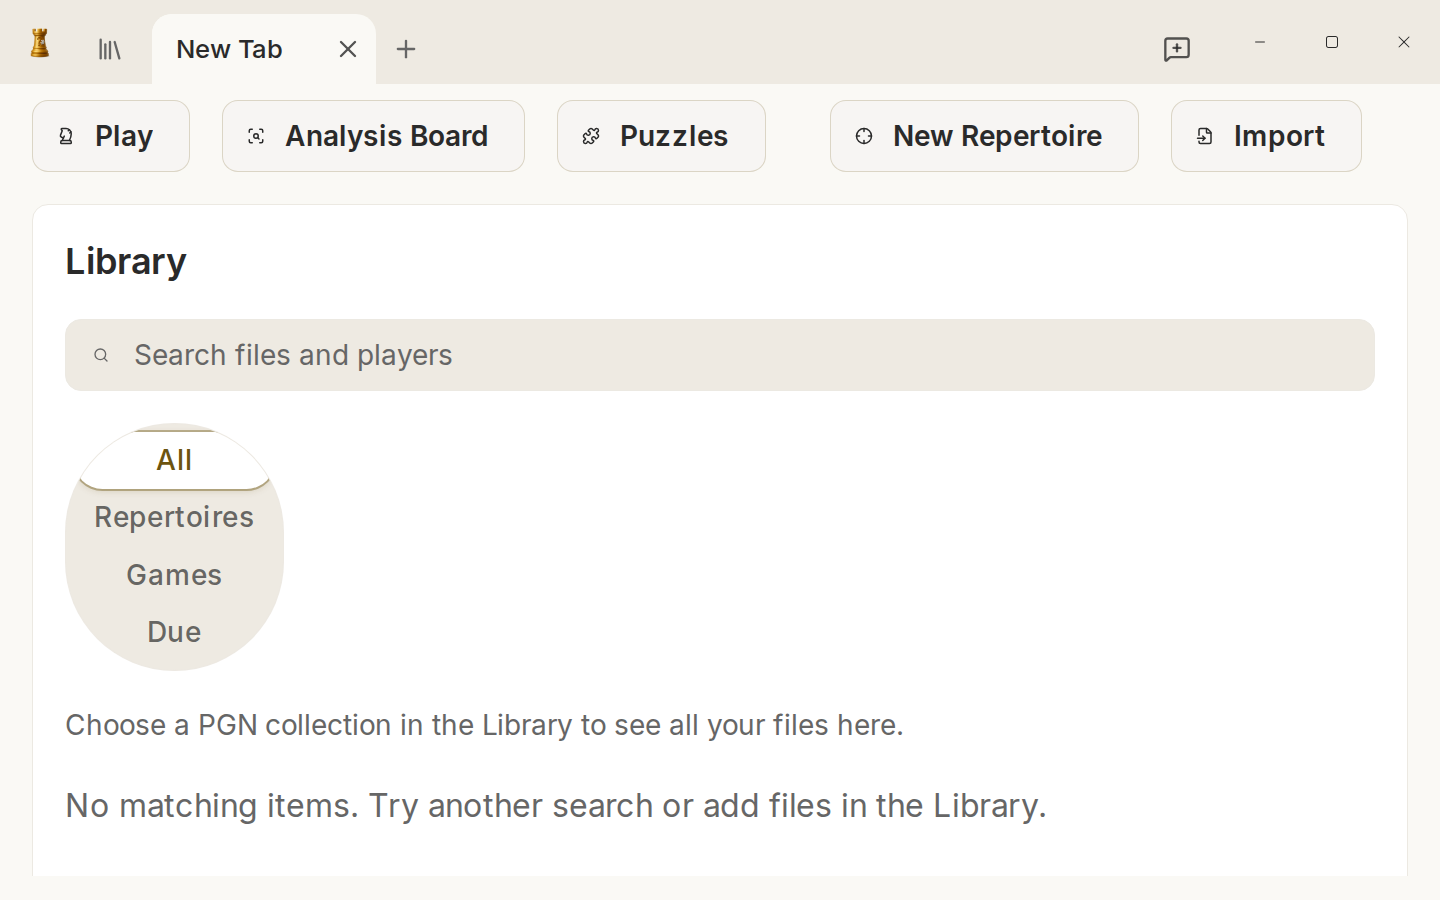 New Tab
Play
Analysis Board
Puzzles
New Repertoire
Import
Library
Search files and players
All
Repertoires
Games
Due
Choose a PGN collection in the Library to see all your files here.
No matching items. Try another search or add files in the Library.